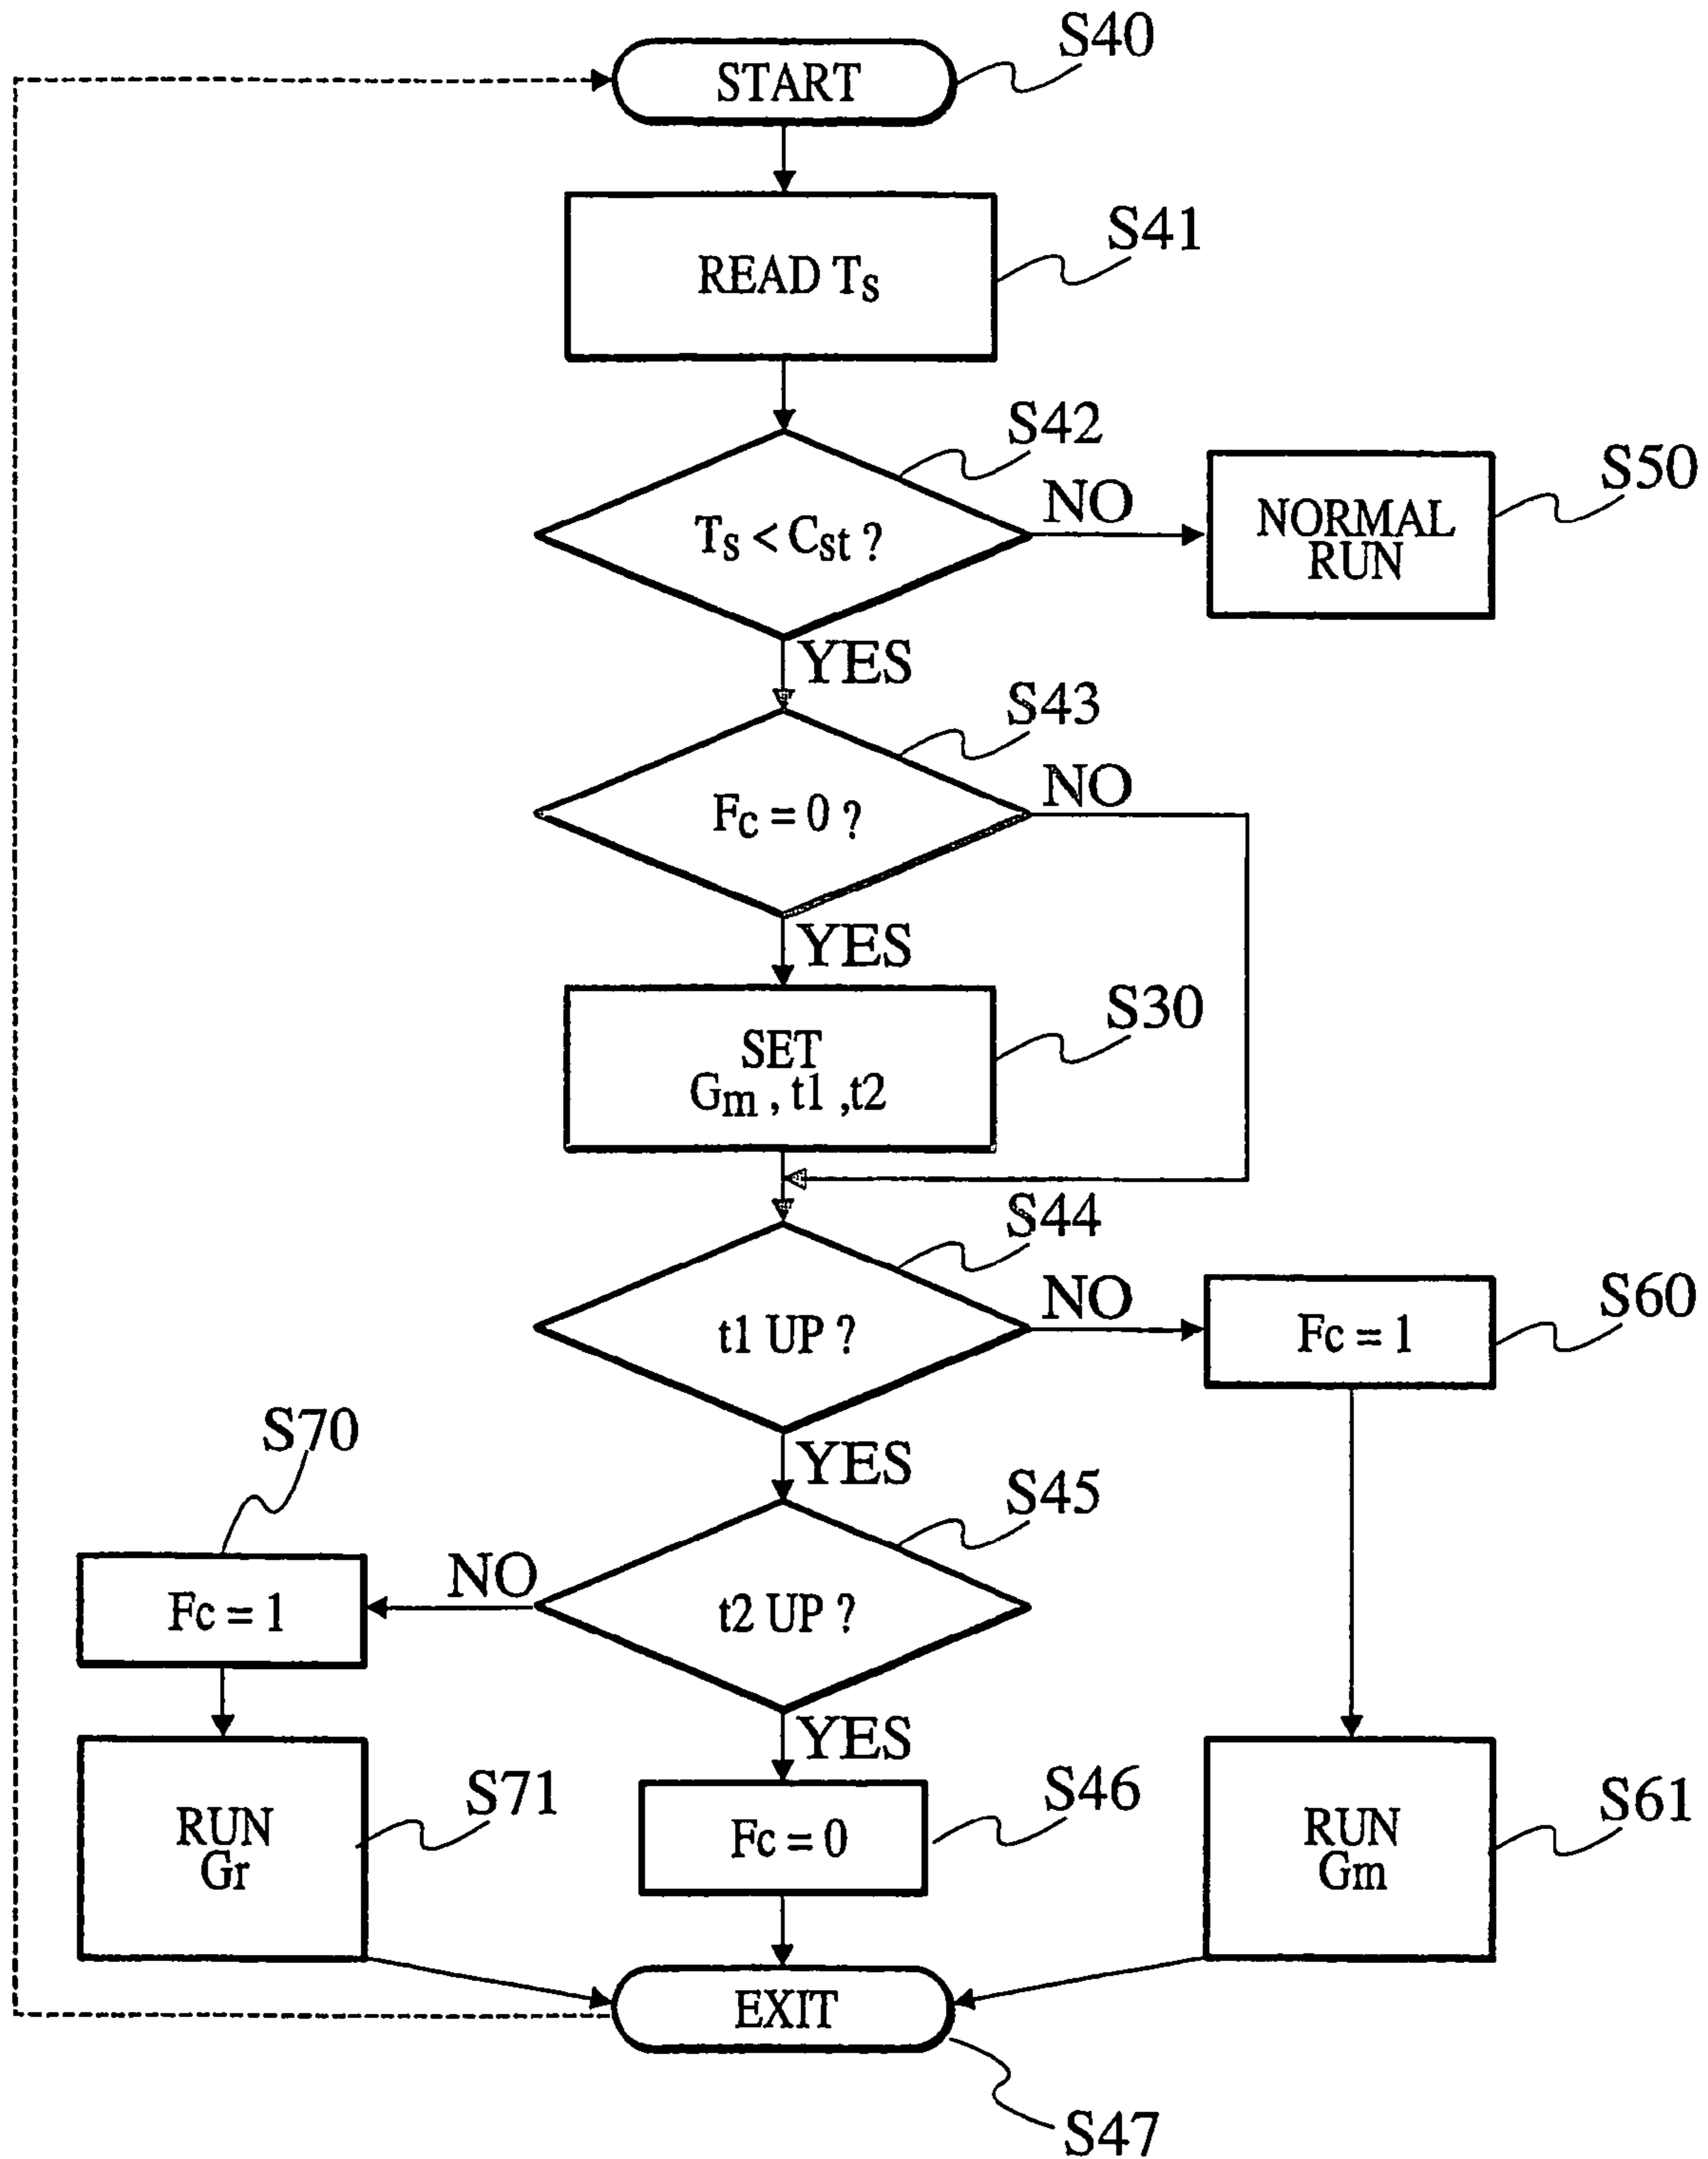 S40
START
S41
READ Ts
S42
Ts < Cst ?
NO
S50
NORMAL
RUN
YES
S43
Fc = 0 ?
NO
YES
S30
SET
Gm , t1 ,t2
S44
t1 UP ?
NO
S60
Fc = 1
YES
S70
S45
Fc = 1
NO
t2 UP ?
YES
S71
RUN
Gr
S46
Fc = 0
S61
RUN
Gm
EXIT
S47